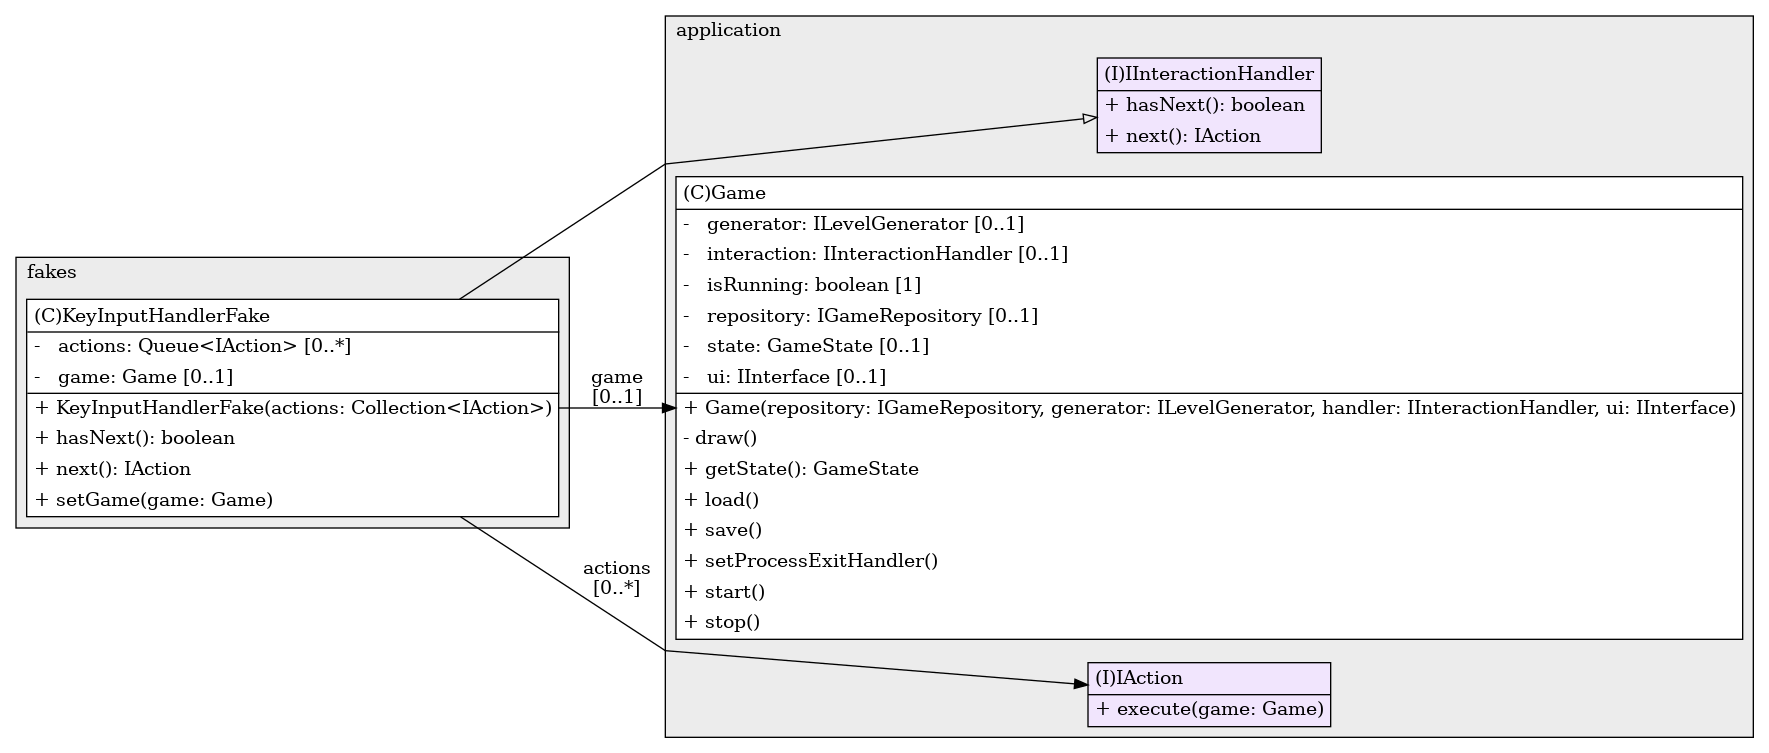 application
(I)IInteractionHandler
+ hasNext(): boolean
+ next(): IAction
(C)Game
- generator: ILevelGenerator [0..1]
- interaction: IInteractionHandler [0..1]
- isRunning: boolean [1]
- repository: IGameRepository [0..1]
- state: GameState [0..1]
- ui: IInterface [0..1]
+ Game(repository: IGameRepository, generator: ILevelGenerator, handler: IInteractionHandler, ui: IInterface)
- draw()
+ getState(): GameState
+ load()
+ save()
+ setProcessExitHandler()
+ start()
+ stop()
fakes
(C)KeyInputHandlerFake
- actions: Queue<IAction> [0..*]
- game: Game [0..1]
+ KeyInputHandlerFake(actions: Collection<IAction>)
+ hasNext(): boolean
+ next(): IAction
+ setGame(game: Game)
game
[0..1]
actions
[0..*]
(I)IAction
+ execute(game: Game)